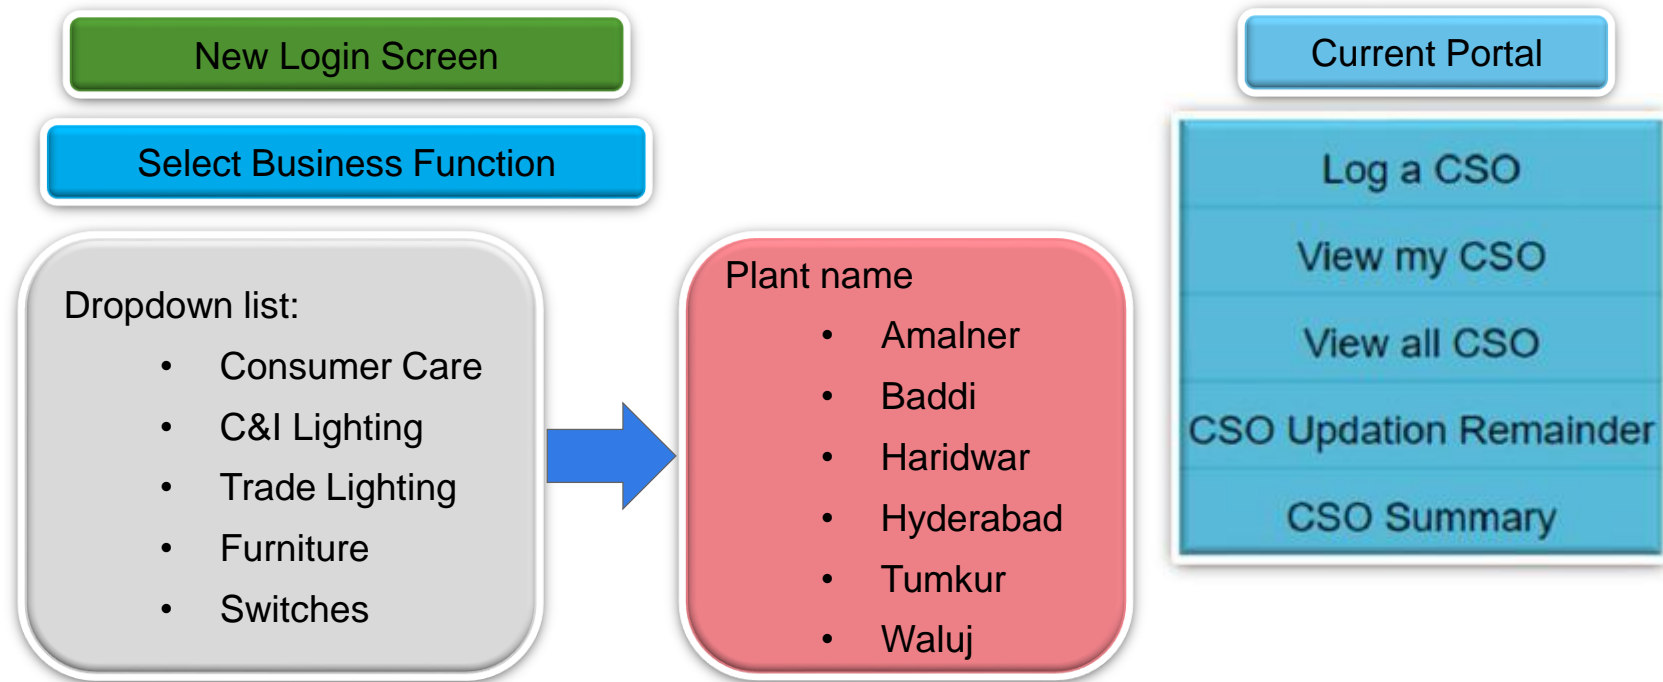 New Login Screen
Select Business Function
Dropdown list:
• Consumer Care
• C&I Lighting
• Trade Lighting
• Furniture
• Switches
Plant name
• Amalner
• Baddi
• Haridwar
• Hyderabad
• Tumkur
• Waluj
Current Portal
Log a CSO
View my CSO
View all CSO
CSO Updation Remainder
CSO Summary